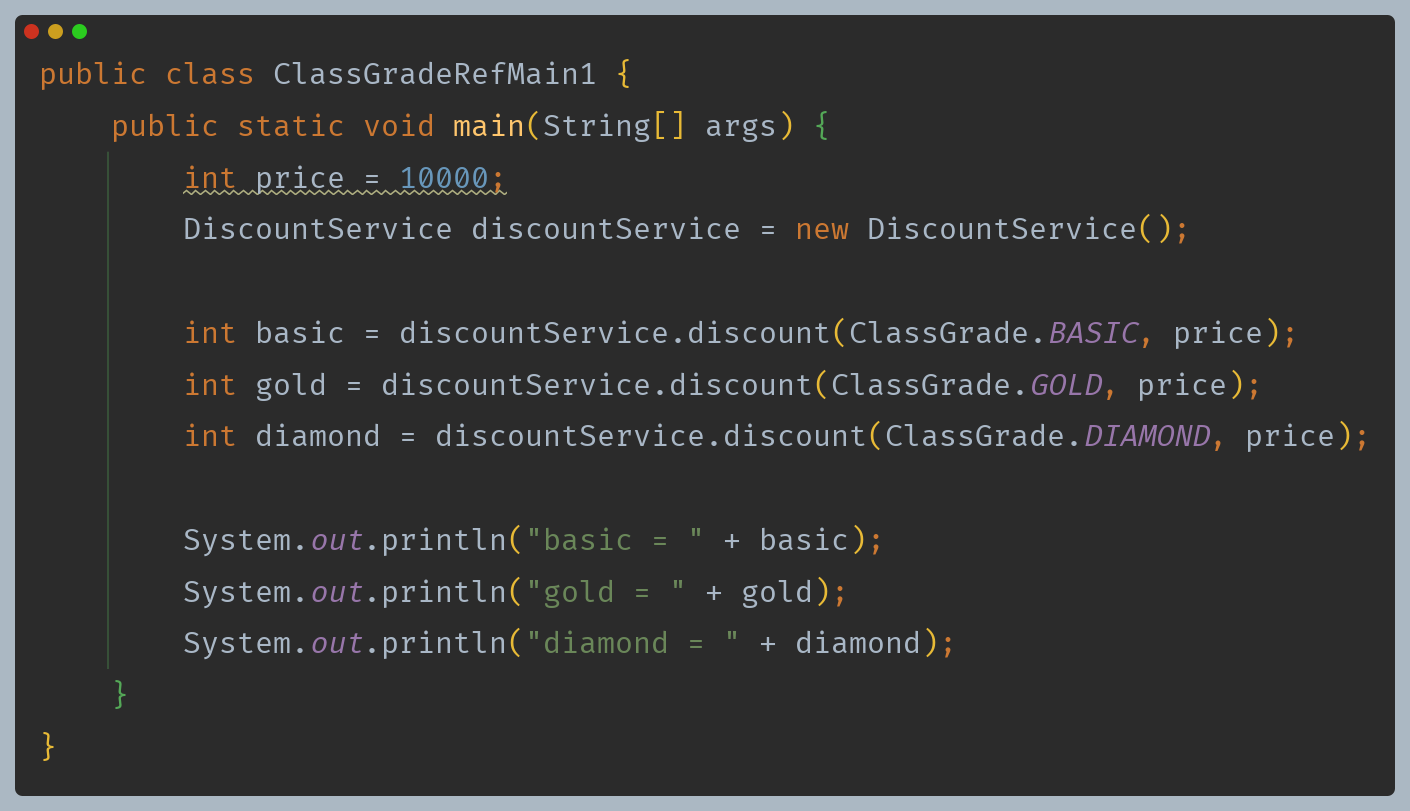 public class ClassGradeRefMain1 {
    public static void main(String[] args) {
        int price = 10000;
        DiscountService discountService = new DiscountService();

        int basic = discountService.discount(ClassGrade.BASIC, price);
        int gold = discountService.discount(ClassGrade.GOLD, price);
        int diamond = discountService.discount(ClassGrade.DIAMOND, price);

        System.out.println("basic = " + basic);
        System.out.println("gold = " + gold);
        System.out.println("diamond = " + diamond);
    }
}